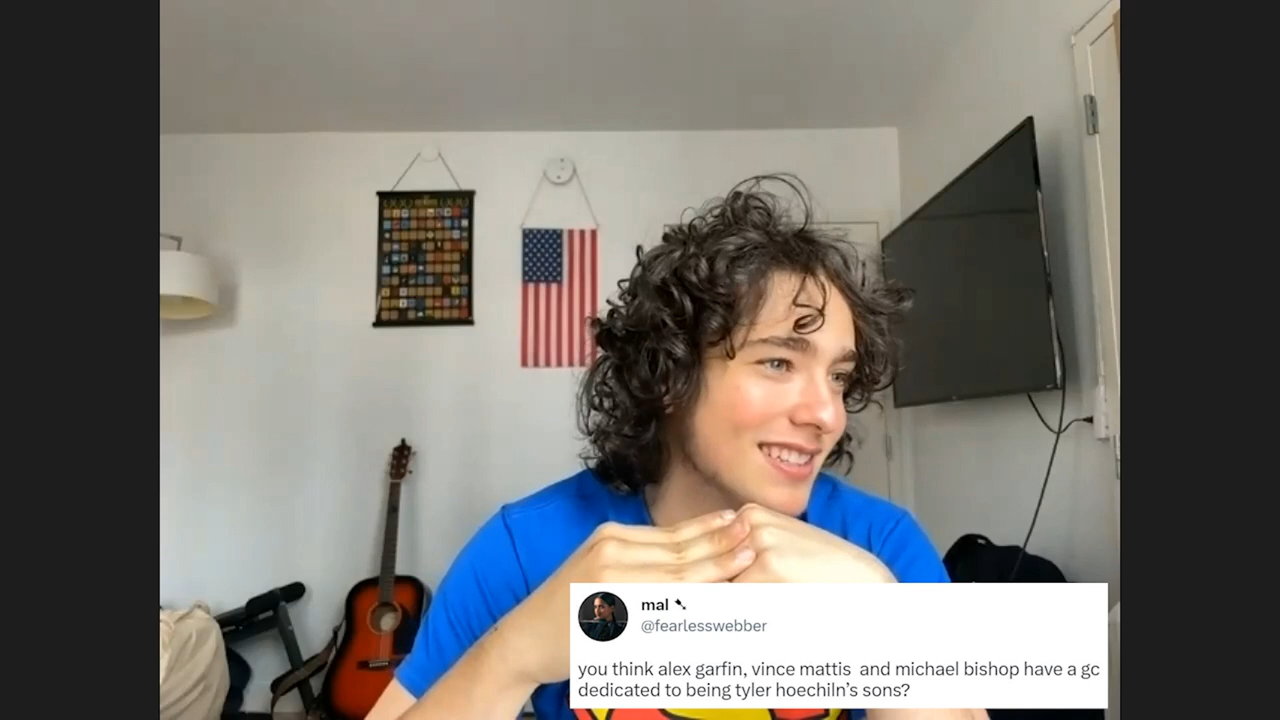 mal ➷
@fearlesswebber
you think alex garfin, vince mattis and michael bishop have a gc
dedicated to being tyler hoechiln's sons?